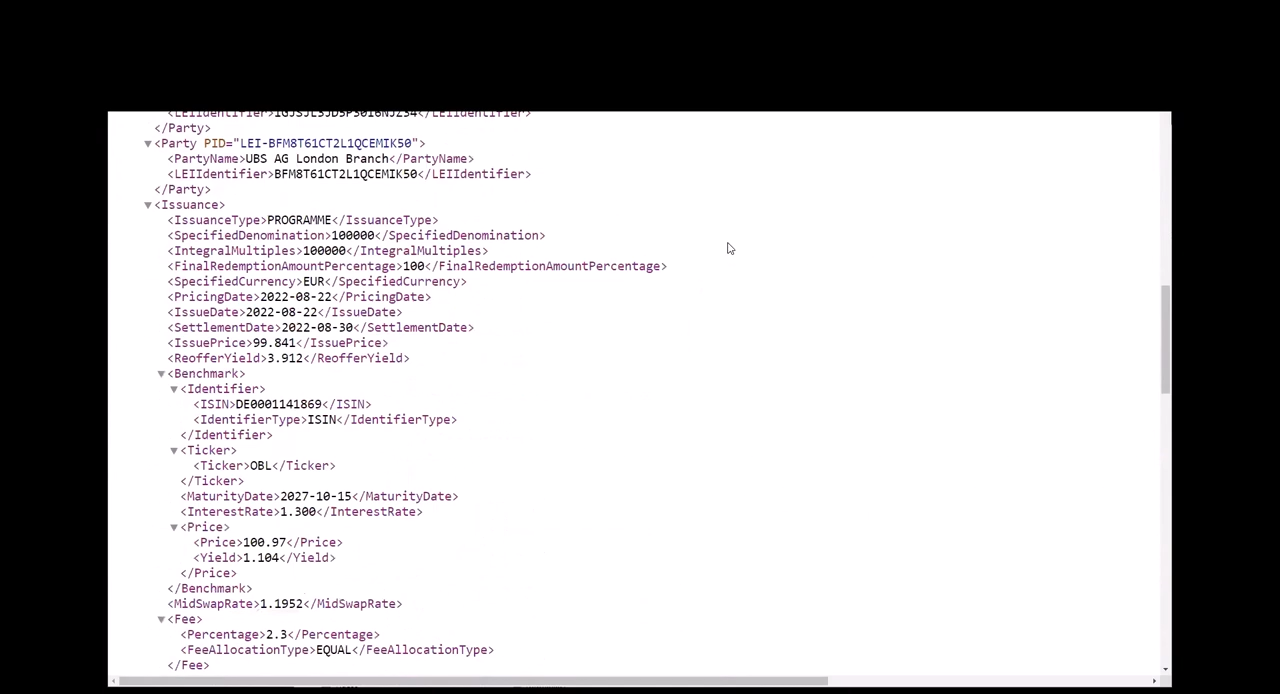 </Party>
<Party PID="LEI-BFM8T61CT2L1QCEMIK50">
<PartyName>UBS AG London Branch</PartyName>
<LEIIdentifier>BFM8T61CT2L1QCEMIK50</LEIIdentifier>
</Party>
<Issuance>
<IssuanceType>PROGRAMME</IssuanceType>
<SpecifiedDenomination>100000</SpecifiedDenomination>
<IntegralMultiples>100000</IntegralMultiples>
<FinalRedemptionAmountPercentage>100</FinalRedemptionAmountPercentage>
<SpecifiedCurrency>EUR</SpecifiedCurrency>
<PricingDate>2022-08-22</PricingDate>
<IssueDate>2022-08-22</IssueDate>
<SettlementDate>2022-08-30</SettlementDate>
<IssuePrice>99.841</IssuePrice>
<ReofferYield>3.912</ReofferYield>
<Benchmark>
<Identifier>
<ISIN>DE0001141869</ISIN>
<IdentifierType>ISIN</IdentifierType>
</Identifier>
<Ticker>
<Ticker>OBL</Ticker>
</Ticker>
<MaturityDate>2027-10-15</MaturityDate>
<InterestRate>1.300</InterestRate>
<Price>
<Price>100.97</Price>
<Yield>1.104</Yield>
</Price>
</Benchmark>
<MidSwapRate>1.1952</MidSwapRate>
<Fee>
<Percentage>2.3</Percentage>
<FeeAllocationType>EQUAL</FeeAllocationType>
</Fee>